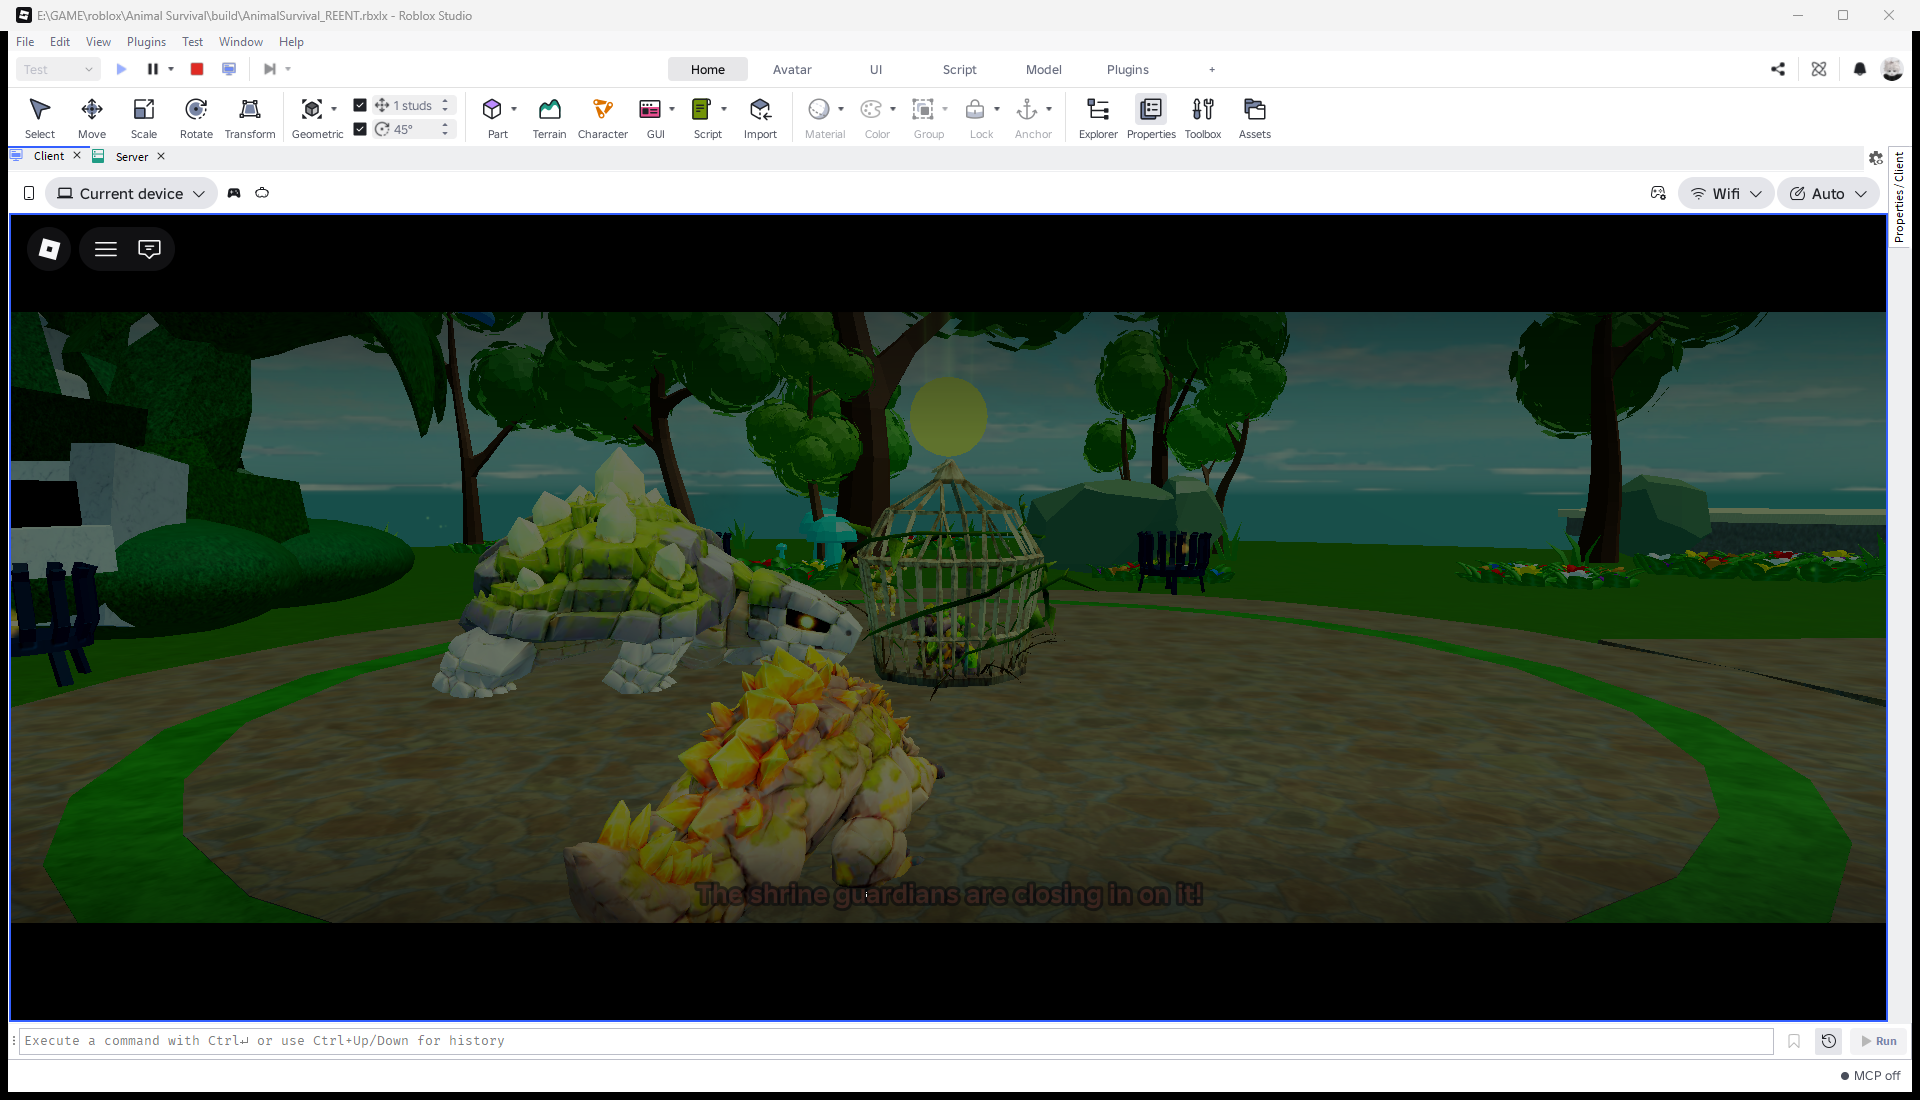 E:\GAME\roblox\Animal Survival\build\AnimalSurvival_REENT.rbxlx - Roblox Studio
File Edit View Plugins Test Window Help
Test Home Avatar UI Script Model Plugins +
1 studs
45°
Select Move Scale Rotate Transform Geometric Part Terrain Character GUI Script Import Material Color Group Lock Anchor Explorer Properties Toolbox Assets
Client Server
Properties / Client
Current device Wifi Auto
The shrine guardians are closing in on it!
Execute a command with Ctrl↵ or use Ctrl+Up/Down for history
Run
MCP off